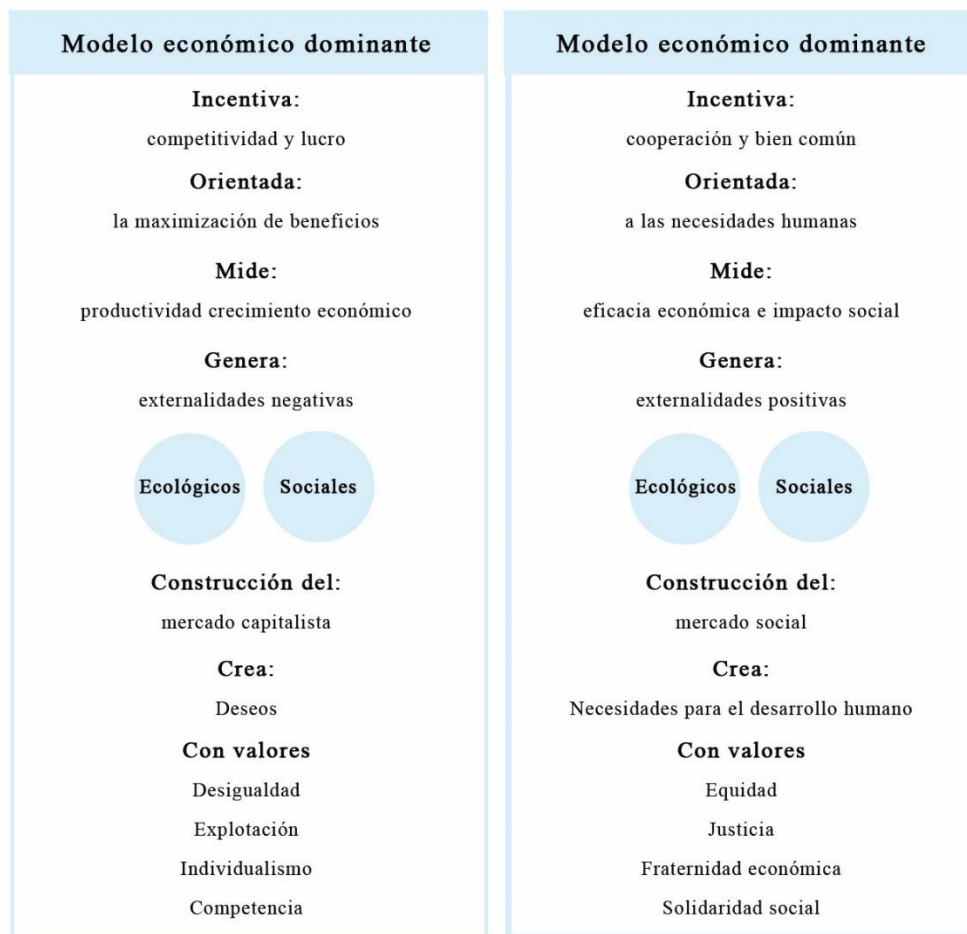 Modelo económico dominante
Incentiva:
competitividad y lucro
Orientada:
la maximización de beneficios
Mide:
productividad crecimiento económico
Genera:
externalidades negativas
Ecológicos
Sociales
Construcción del:
mercado capitalista
Crea:
Deseos
Con valores
Desigualdad
Explotación
Individualismo
Competencia
Modelo económico dominante
Incentiva:
cooperación y bien común
Orientada:
a las necesidades humanas
Mide:
eficacia económica e impacto social
Genera:
externalidades positivas
Ecológicos
Sociales
Construcción del:
mercado social
Crea:
Necesidades para el desarrollo humano
Con valores
Equidad
Justicia
Fraternidad económica
Solidaridad social